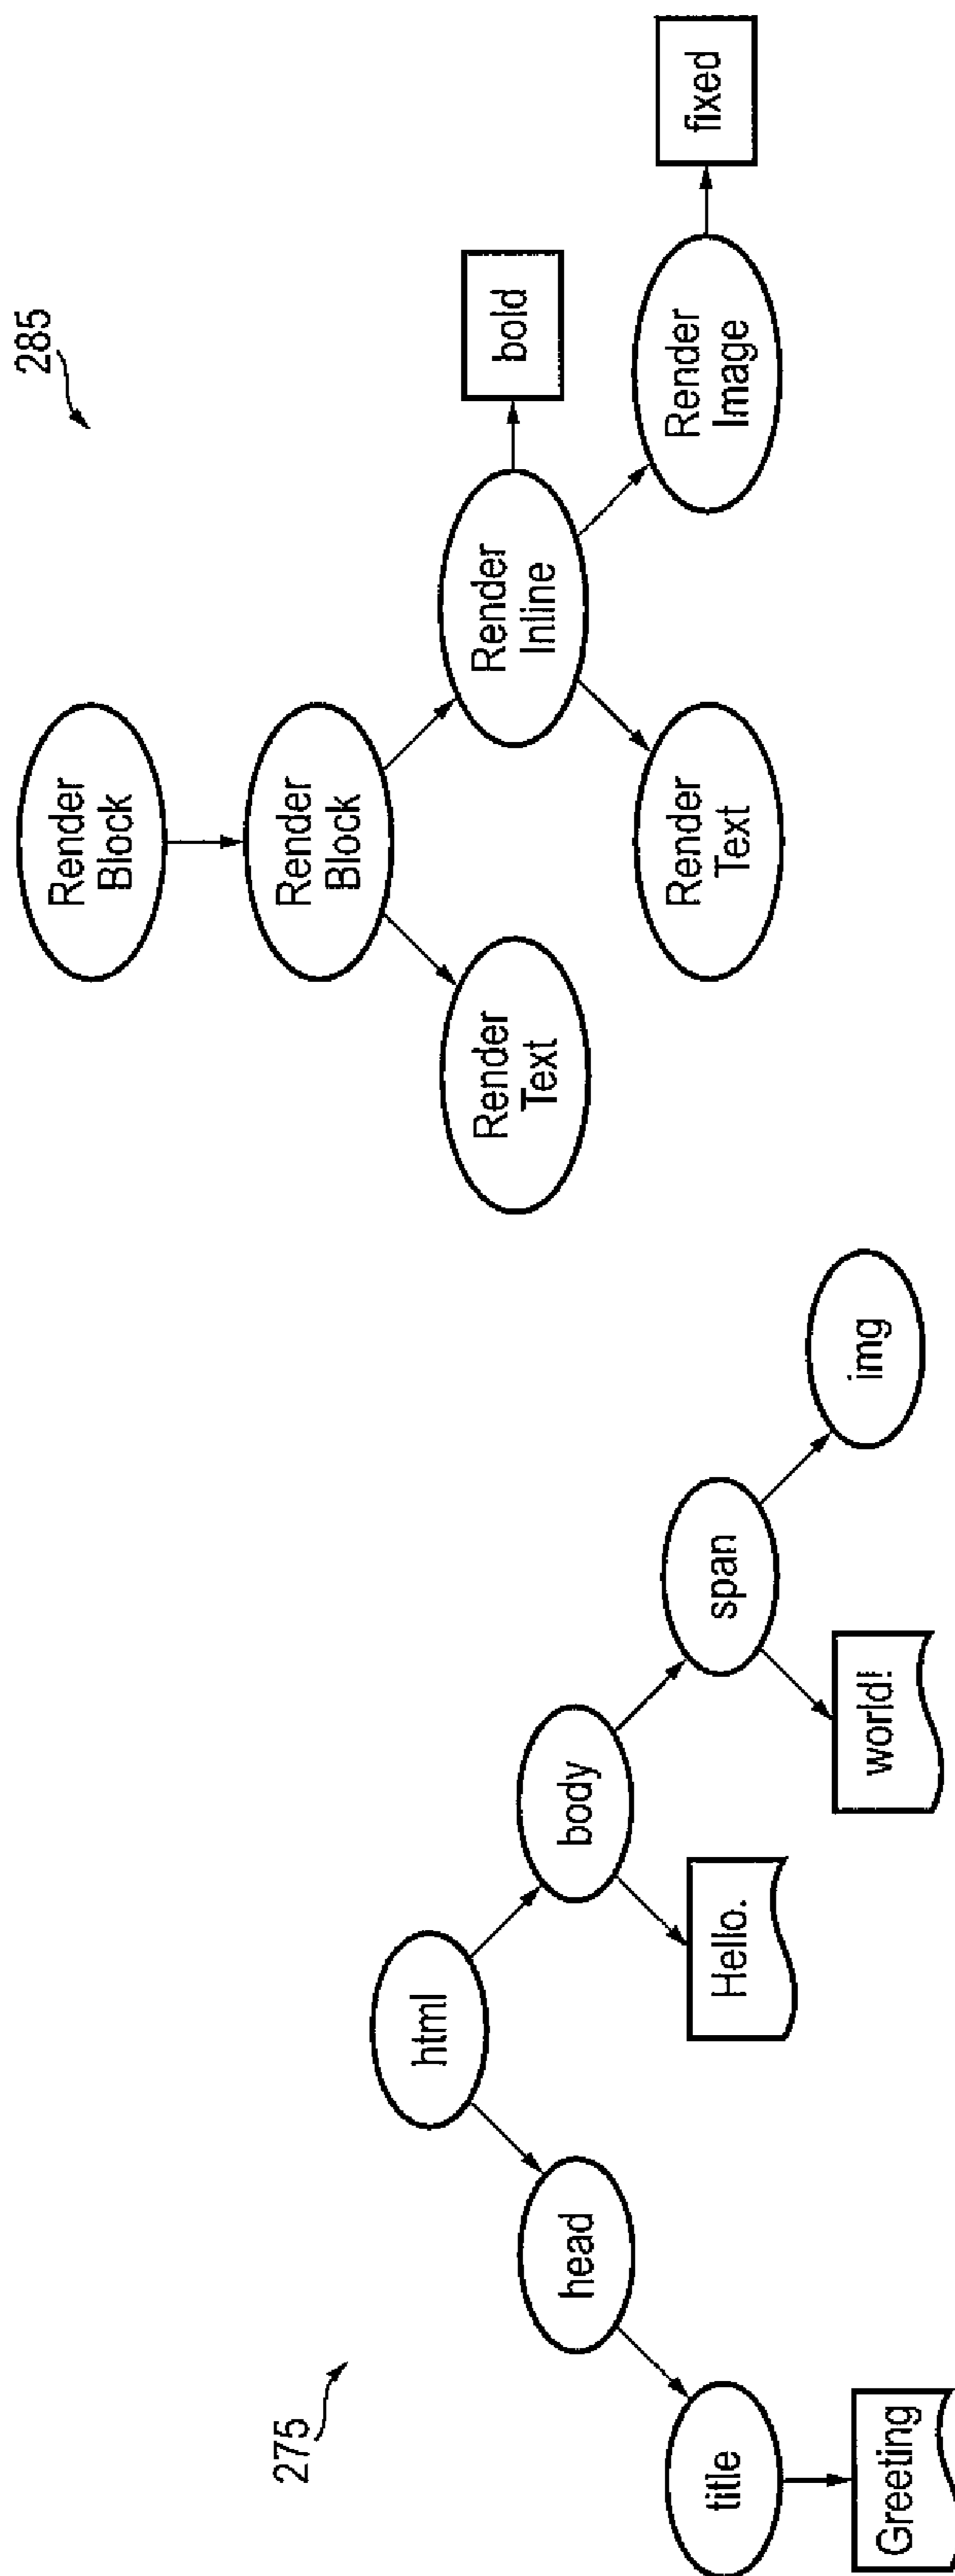 275
html
head
body
title
Hello.
span
Greeting
world!
img
285
Render
Block
Render
Block
Render
Text
Render
Inline
bold
Render
Text
Render
Image
fixed